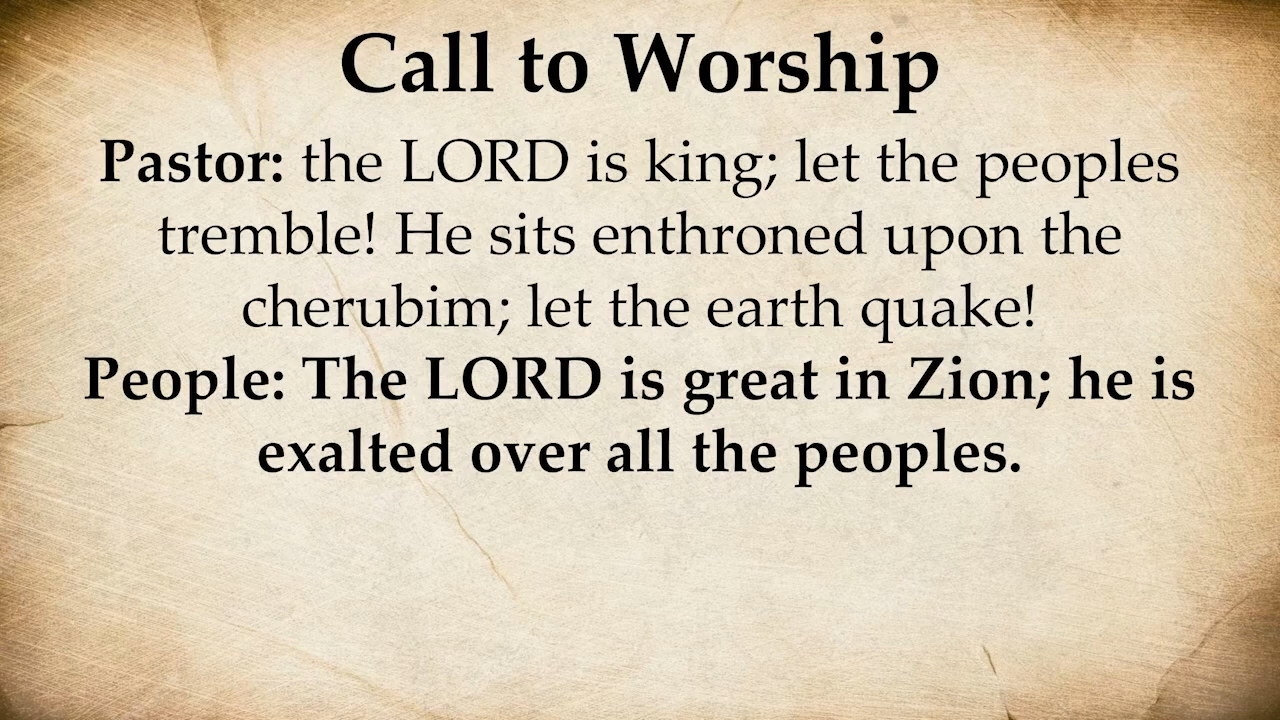 Call to Worship
Pastor: the LORD is king; let the peoples
tremble! He sits enthroned upon the
cherubim; let the earth quake!
People: The LORD is great in Zion; he is
exalted over all the peoples.